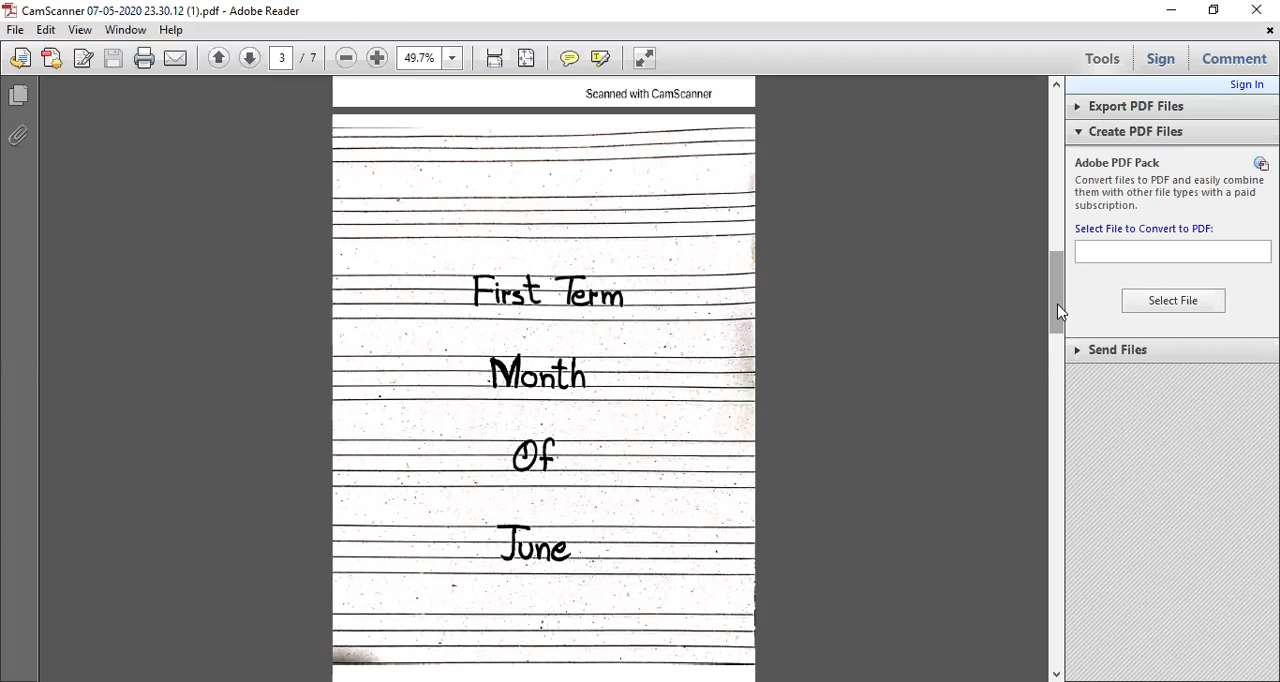 CamScanner 07-05-2020 23.30.12 (1).pdf - Adobe Reader
File Edit View Window Help
3 / 7 49.7% Tools Sign Comment
Sign In
Scanned with CamScanner
Export PDF Files
Create PDF Files
Adobe PDF Pack
Convert files to PDF and easily combine
them with other file types with a paid
subscription.
Select File to Convert to PDF:
Select File
Send Files
First Term
Month
Of
June